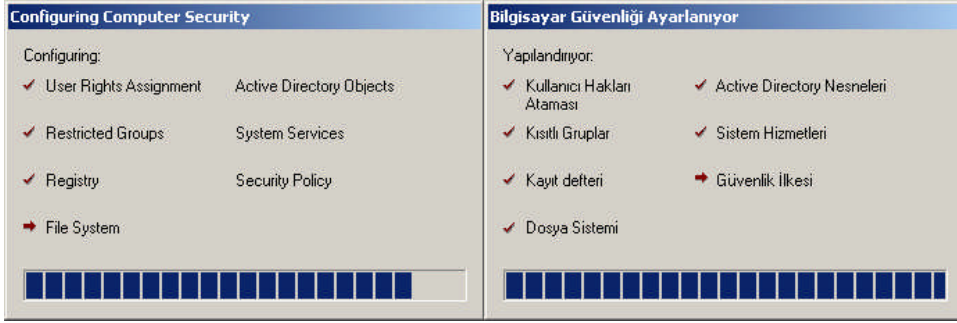 Configuring Computer Security
Configuring:
User Rights Assignment
Active Directory Objects
Restricted Groups
System Services
Registry
Security Policy
File System
Bilgisayar Güvenliği Ayarlanıyor
Yapılandırıyor:
Kullanıcı Hakları
Ataması
Active Directory Nesneleri
Kısıtlı Gruplar
Sistem Hizmetleri
Kayıt defteri
Güvenlik İlkesi
Dosya Sistemi